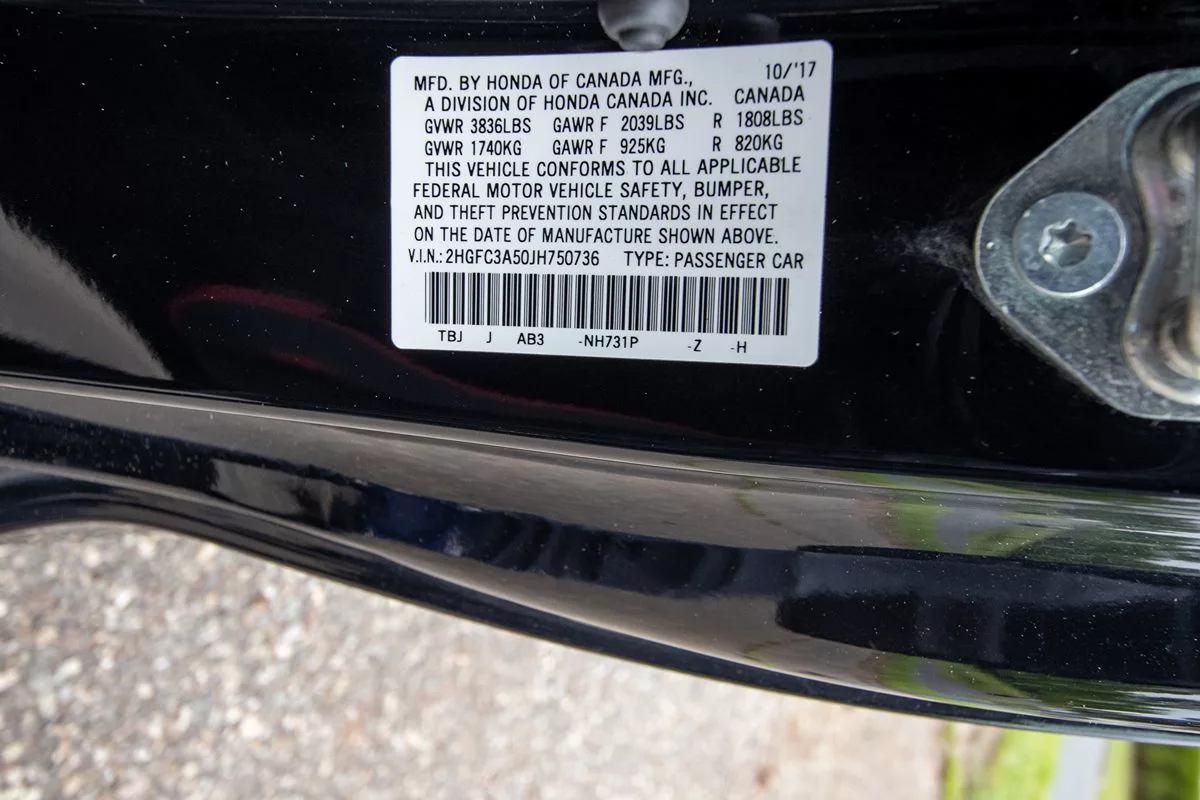 MFD. BY HONDA OF CANADA MFG., 10/'17
A DIVISION OF HONDA CANADA INC. CANADA
GVWR 3836LBS GAWR F 2039LBS R 1808LBS
GVWR 1740KG GAWR F 925KG R 820KG
THIS VEHICLE CONFORMS TO ALL APPLICABLE
FEDERAL MOTOR VEHICLE SAFETY, BUMPER,
AND THEFT PREVENTION STANDARDS IN EFFECT
ON THE DATE OF MANUFACTURE SHOWN ABOVE.
V.I.N.: 2HGFC3A50JH750736 TYPE: PASSENGER CAR
TBJ J AB3 -NH731P -Z -H